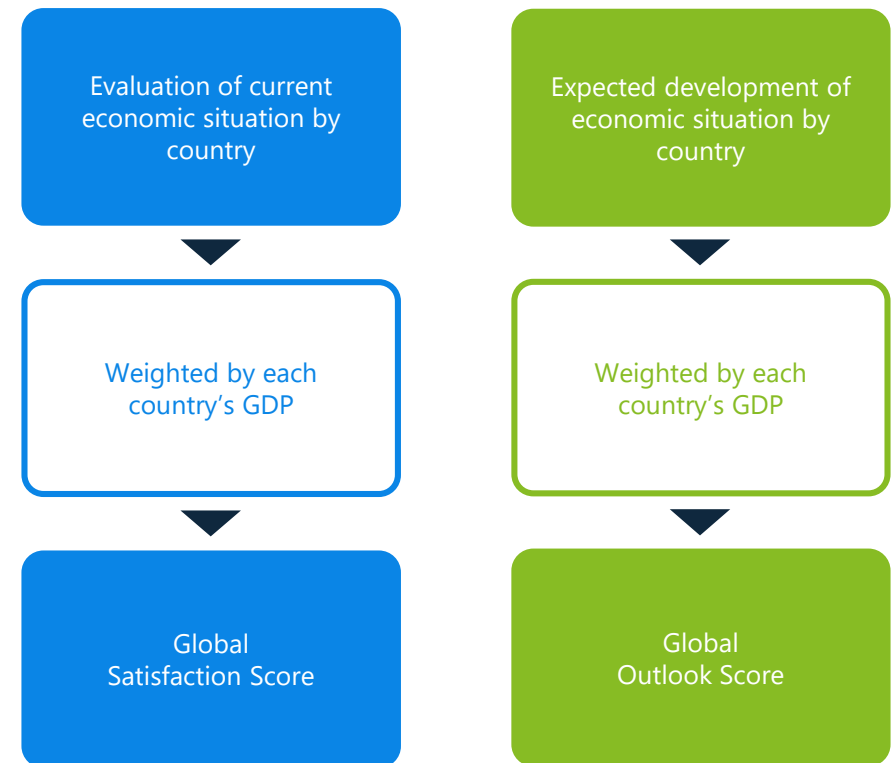 Evaluation of current
economic situation by
country
Weighted by each
country’s GDP
Global
Satisfaction Score
Expected development of
economic situation by
country
Weighted by each
country’s GDP
Global
Outlook Score